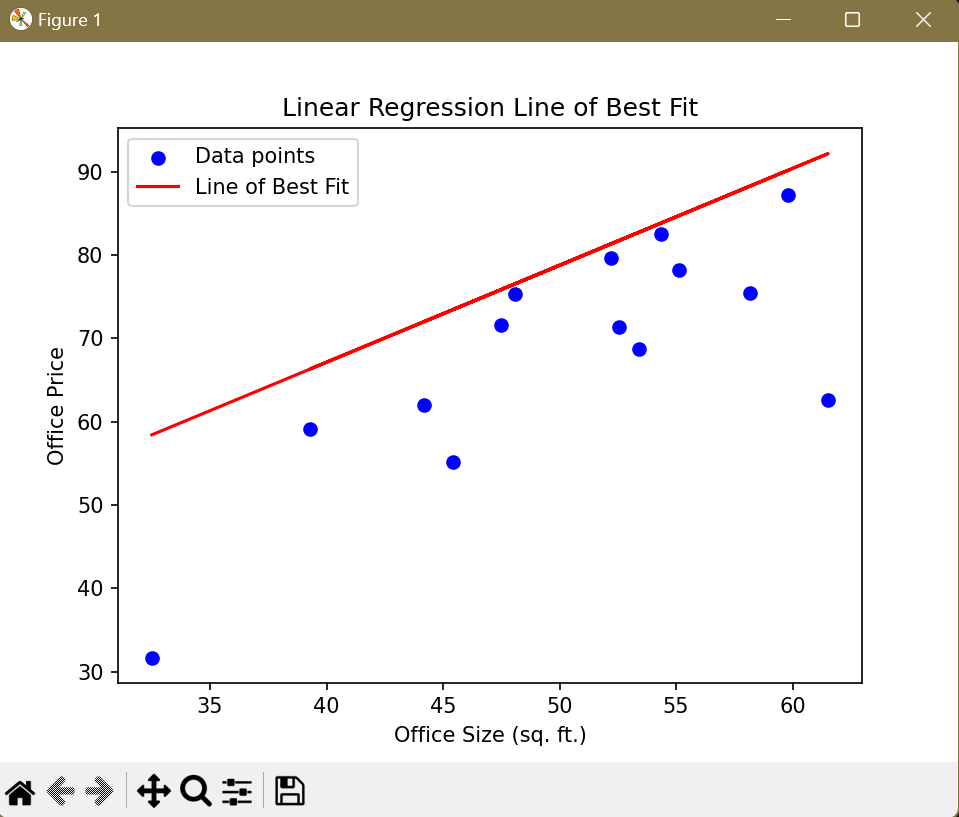 Figure 1
Linear Regression Line of Best Fit
Data points
Line of Best Fit
90
80
70
60
50
40
30
Office Price
35 40 45 50 55 60
Office Size (sq. ft.)